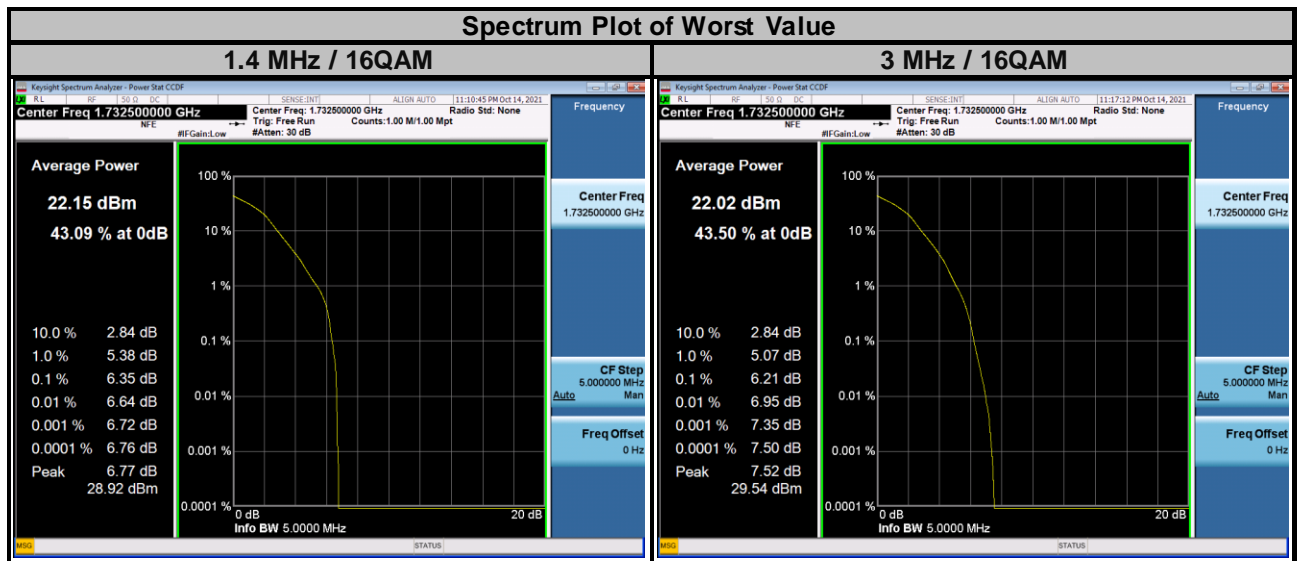 Spectrum Plot of Worst Value
1.4 MHz / 16QAM
3 MHz / 16QAM
Keysight Spectrum Analyzer - Power Stat CCDF
RL RF 50 Ω DC SENSE:INT ALIGN AUTO 11:10:45 PM Oct 14, 2021
Center Freq 1.732500000 GHz
Center Freq: 1.732500000 GHz Radio Std: None
NFE
Trig: Free Run Counts:1.00 M/1.00 Mpt
#IFGain:Low #Atten: 30 dB
Frequency
Average Power
22.15 dBm
43.09 % at 0dB
10.0 % 2.84 dB
1.0 % 5.38 dB
0.1 % 6.35 dB
0.01 % 6.64 dB
0.001 % 6.72 dB
0.0001 % 6.76 dB
Peak 6.77 dB
28.92 dBm
100 %
10 %
1 %
0.1 %
0.01 %
0.001 %
0.0001 %
0 dB 20 dB
Info BW 5.0000 MHz
Center Freq
1.732500000 GHz
CF Step
5.000000 MHz
Auto Man
Freq Offset
0 Hz
MSG STATUS
Keysight Spectrum Analyzer - Power Stat CCDF
RL RF 50 Ω DC SENSE:INT ALIGN AUTO 11:17:12 PM Oct 14, 2021
Center Freq 1.732500000 GHz
Center Freq: 1.732500000 GHz Radio Std: None
NFE
Trig: Free Run Counts:1.00 M/1.00 Mpt
#IFGain:Low #Atten: 30 dB
Frequency
Average Power
22.02 dBm
43.50 % at 0dB
10.0 % 2.84 dB
1.0 % 5.07 dB
0.1 % 6.21 dB
0.01 % 6.95 dB
0.001 % 7.35 dB
0.0001 % 7.50 dB
Peak 7.52 dB
29.54 dBm
100 %
10 %
1 %
0.1 %
0.01 %
0.001 %
0.0001 %
0 dB 20 dB
Info BW 5.0000 MHz
Center Freq
1.732500000 GHz
CF Step
5.000000 MHz
Auto Man
Freq Offset
0 Hz
MSG STATUS